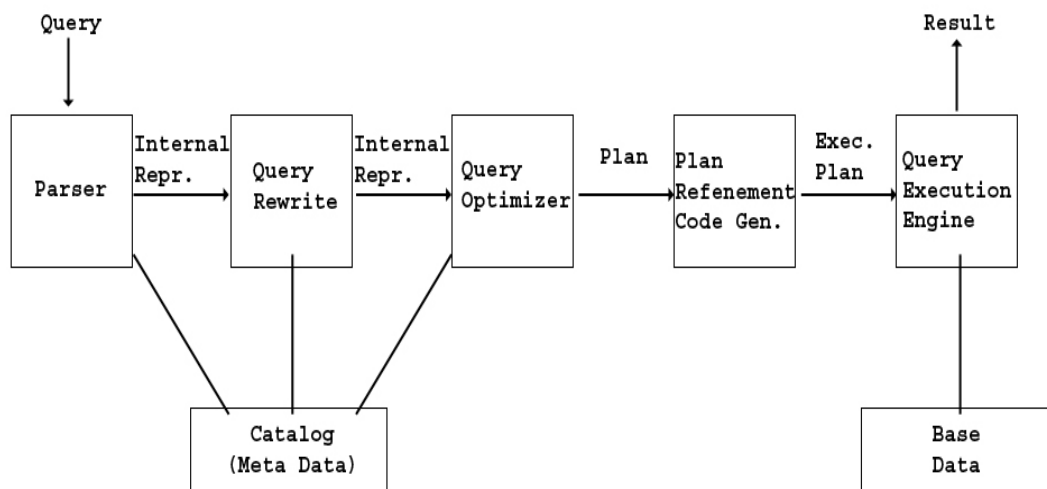 Query
Result
Parser
Internal
Repr.
Query
Rewrite
Internal
Repr.
Query
Optimizer
Plan
Plan
Refenement
Code Gen.
Exec.
Plan
Query
Execution
Engine
Catalog
(Meta Data)
Base
Data